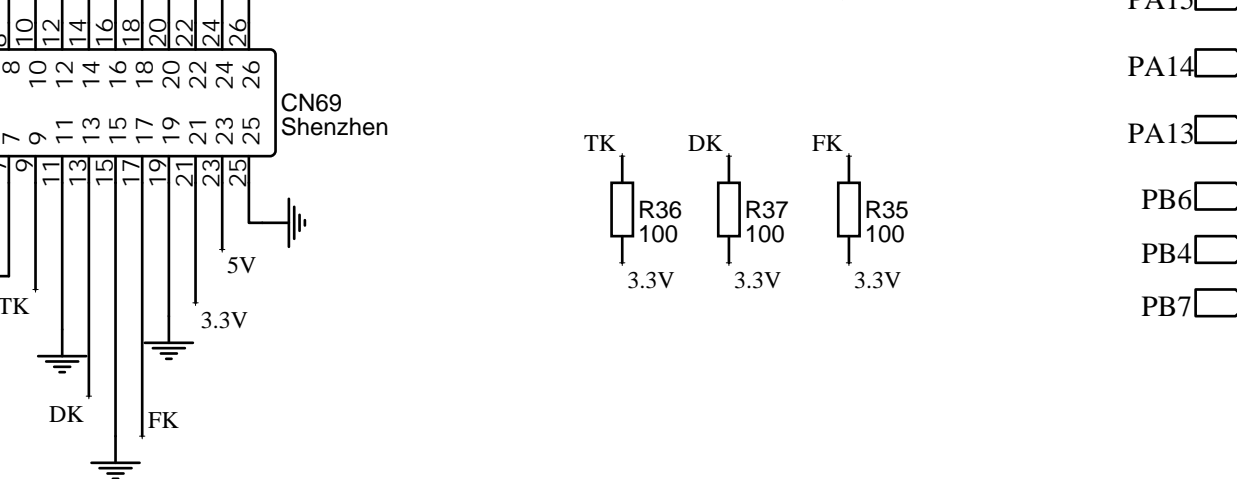 10 12 14 16 18 20 22 24 26
8 10 12 14 16 18 20 22 24 26
7 9 11 13 15 17 19 21 23 25
9 11 13 15 17 19 21 23 25
CN69
Shenzhen
TK
DK
FK
5V
3.3V
TK
R36
100
3.3V
DK
R37
100
3.3V
FK
R35
100
3.3V
PA15
PA14
PA13
PB6
PB4
PB7